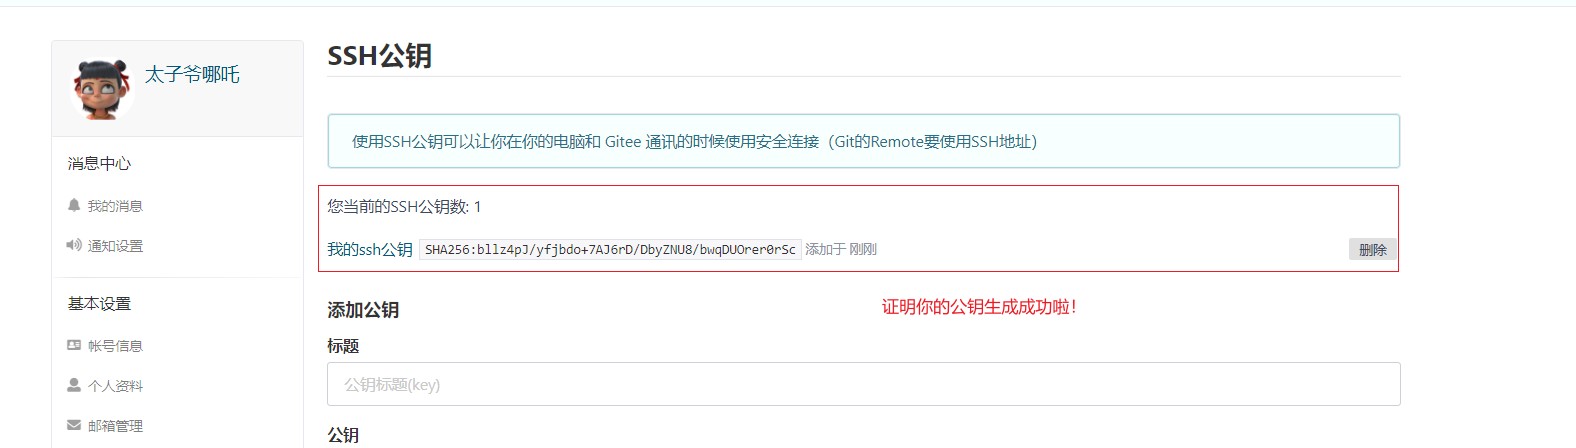 SSH公钥
太子爷哪吒
使用SSH公钥可以让你在你的电脑和 Gitee 通讯的时候使用安全连接（Git的Remote要使用SSH地址）
消息中心
我的消息
通知设置
您当前的SSH公钥数: 1
我的ssh公钥 SHA256:bllz4pJ/yfjbdo+7AJ6rD/DbyZNU8/bwqDUOrer0rSc 添加于 刚刚 删除
基本设置
帐号信息
个人资料
邮箱管理
添加公钥
证明你的公钥生成成功啦！
标题
公钥标题(key)
公钥